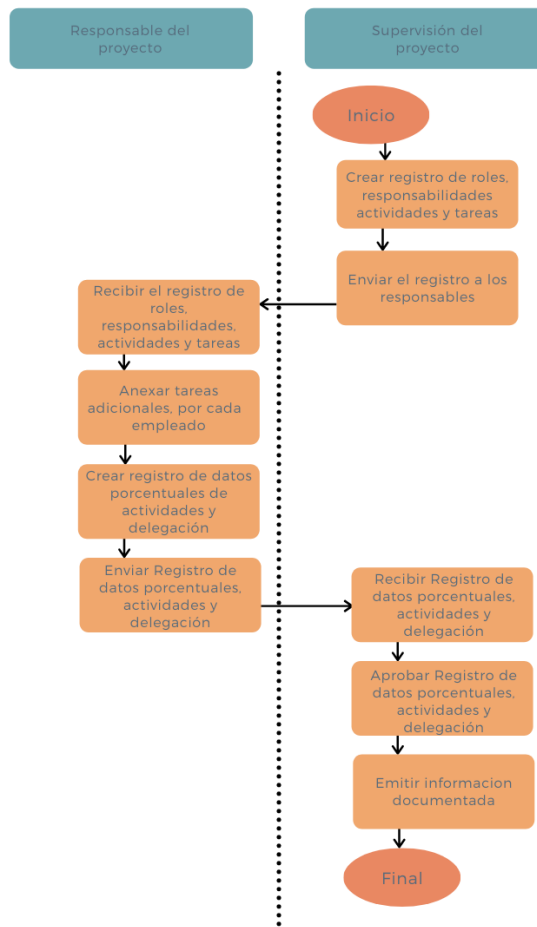 Responsable del
proyecto
Supervisión del
proyecto
Inicio
Crear registro de roles,
responsabilidades
actividades y tareas
Enviar el registro a los
responsables
Recibir el registro de
roles,
responsabilidades,
actividades y tareas
Anexar tareas
adicionales, por cada
empleado
Crear registro de datos
porcentuales de
actividades y
delegación
Enviar Registro de
datos porcentuales,
actividades y
delegación
Recibir Registro de
datos porcentuales,
actividades y
delegación
Aprobar Registro de
datos porcentuales,
actividades y
delegación
Emitir informacion
documentada
Final